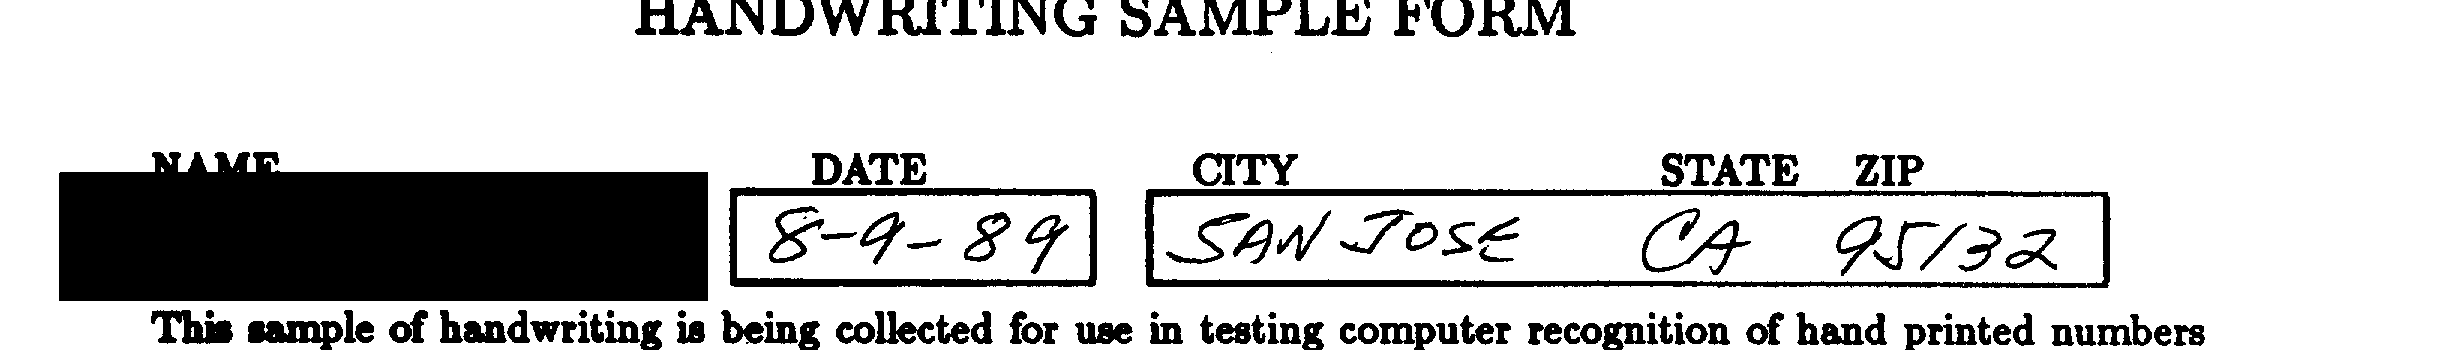 HANDWRITING SAMPLE FORM
NAME DATE CITY STATE ZIP
8-9-89 SAN JOSE CA 95132
This sample of handwriting is being collected for use in testing computer recognition of hand printed numbers